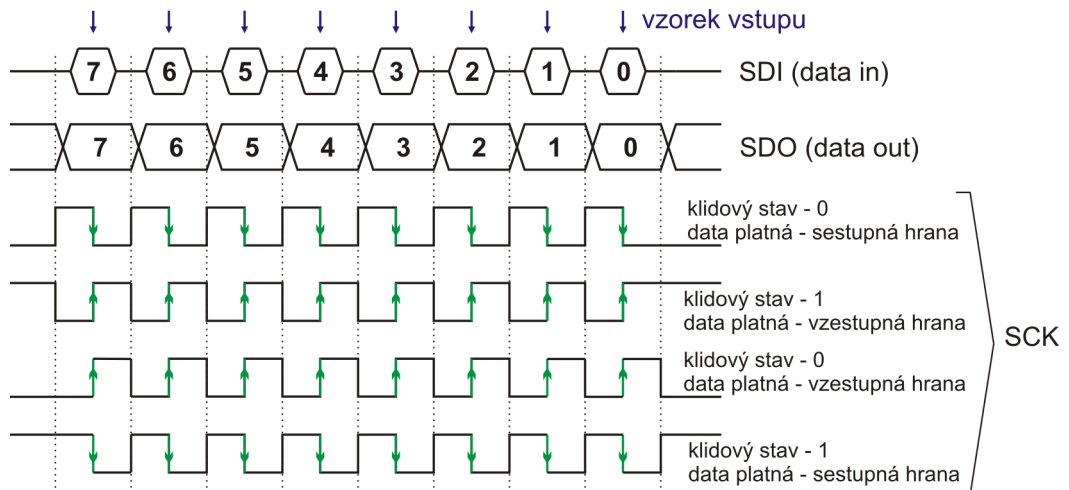 vzorek vstupu
7 6 5 4 3 2 1 0
SDI (data in)
7 6 5 4 3 2 1 0
SDO (data out)
klidový stav - 0
data platná - sestupná hrana
klidový stav - 1
data platná - vzestupná hrana
SCK
klidový stav - 0
data platná - vzestupná hrana
klidový stav - 1
data platná - sestupná hrana